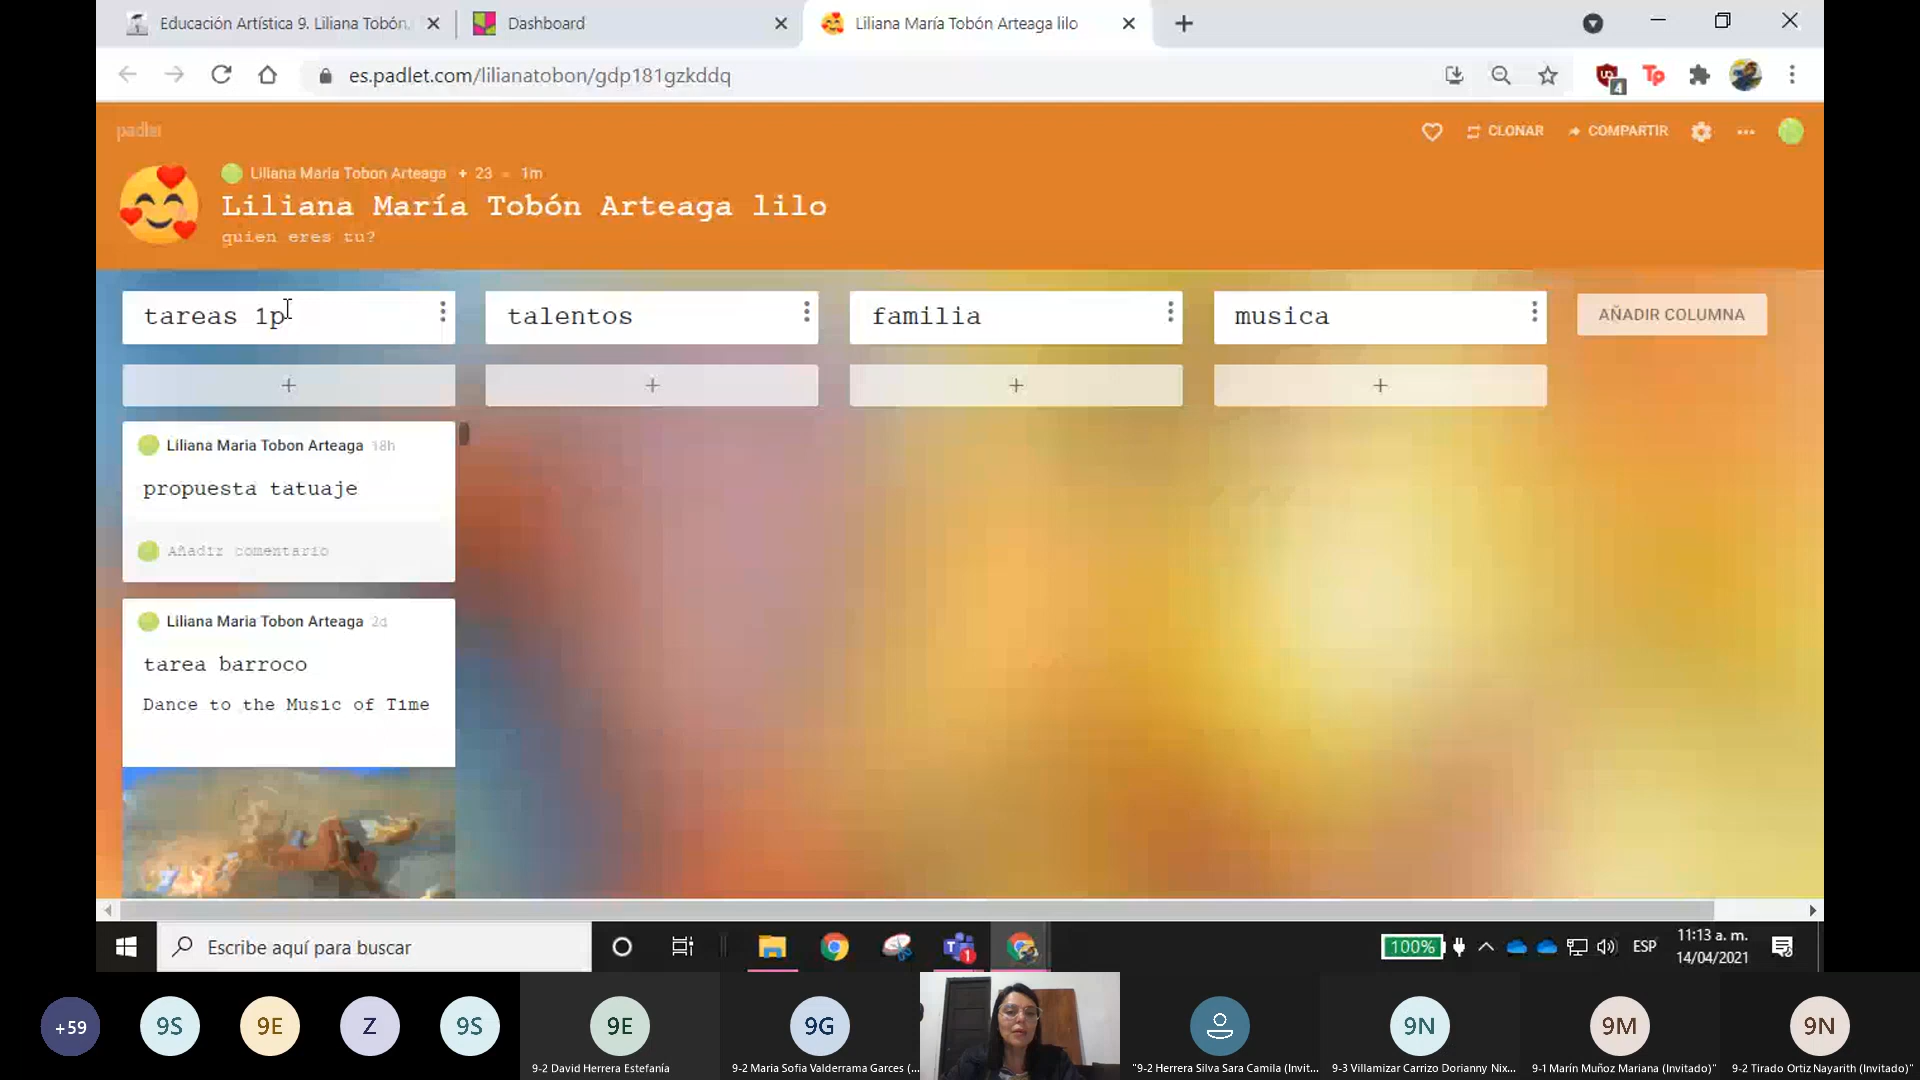 Educación Artística 9. Liliana Tobón.
Dashboard
Liliana María Tobón Arteaga lilo
es.padlet.com/lilianatobon/gdp181gzkddq
4
Tp
padlet
CLONAR
COMPARTIR
Liliana Maria Tobon Arteaga + 23 1m
Liliana María Tobón Arteaga lilo
quien eres tu?
tareas 1p
talentos
familia
musica
AÑADIR COLUMNA
Liliana Maria Tobon Arteaga 18h
propuesta tatuaje
Añadir comentario
Liliana Maria Tobon Arteaga 2d
tarea barroco
Dance to the Music of Time
Escribe aquí para buscar
1
100%
ESP
11:13 a. m.
14/04/2021
+59
9S
9E
Z
9S
9E
9G
9N
9M
9N
9-2 David Herrera Estefanía
9-2 Maria Sofia Valderrama Garces (...
"9-2 Herrera Silva Sara Camila (Invit...
9-3 Villamizar Carrizo Dorianny Nix...
9-1 Marín Muñoz Mariana (Invitado)"
9-2 Tirado Ortiz Nayarith (Invitado)"